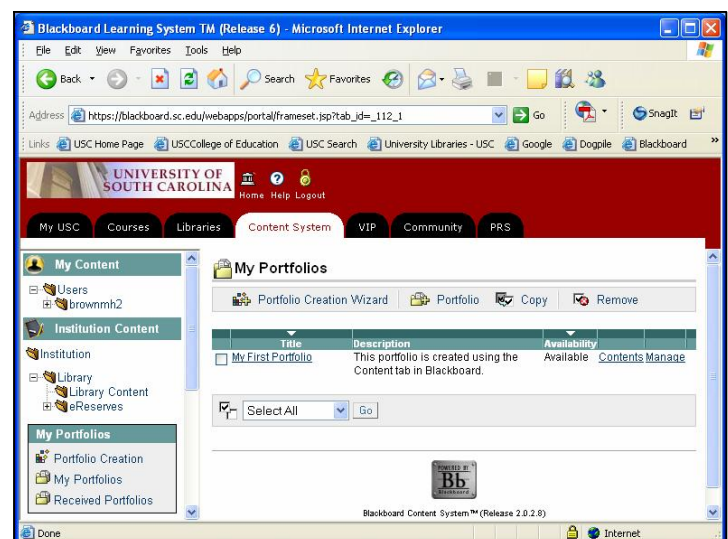 Blackboard Learning System TM (Release 6) - Microsoft Internet Explorer
File Edit View Favorites Tools Help
Back Search Favorites
Address https://blackboard.sc.edu/webapps/portal/frameset.jsp?tab_id=_112_1 Go SnagIt
Links USC Home Page USCCollege of Education USC Search University Libraries - USC Google Dogpile Blackboard »
UNIVERSITY OF
SOUTH CAROLINA
Home Help Logout
My USC Courses Libraries Content System VIP Community PRS
My Content
Users
brownmh2
Institution Content
Institution
Library
Library Content
eReserves
My Portfolios
Portfolio Creation
My Portfolios
Received Portfolios
My Portfolios
Portfolio Creation Wizard Portfolio Copy Remove
Title Description Availability
My First Portfolio This portfolio is created using the Available Contents Manage
Content tab in Blackboard.
Select All Go
POWERED BY
Bb
Blackboard
Blackboard Content System™ (Release 2.0.2.8)
Done Internet